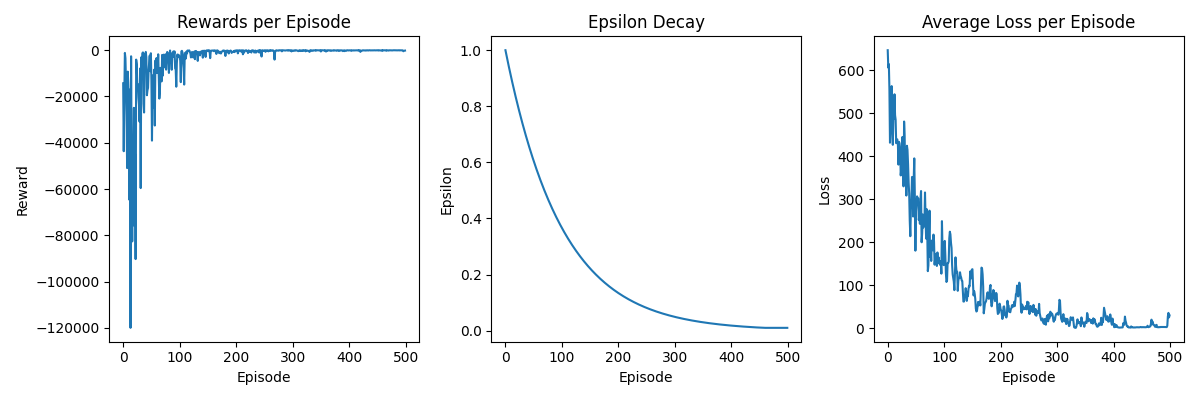 Rewards per Episode
Reward
0
−20000
−40000
−60000
−80000
−100000
−120000
0 100 200 300 400 500
Episode
Epsilon Decay
Epsilon
1.0
0.8
0.6
0.4
0.2
0.0
0 100 200 300 400 500
Episode
Average Loss per Episode
Loss
600
500
400
300
200
100
0
0 100 200 300 400 500
Episode